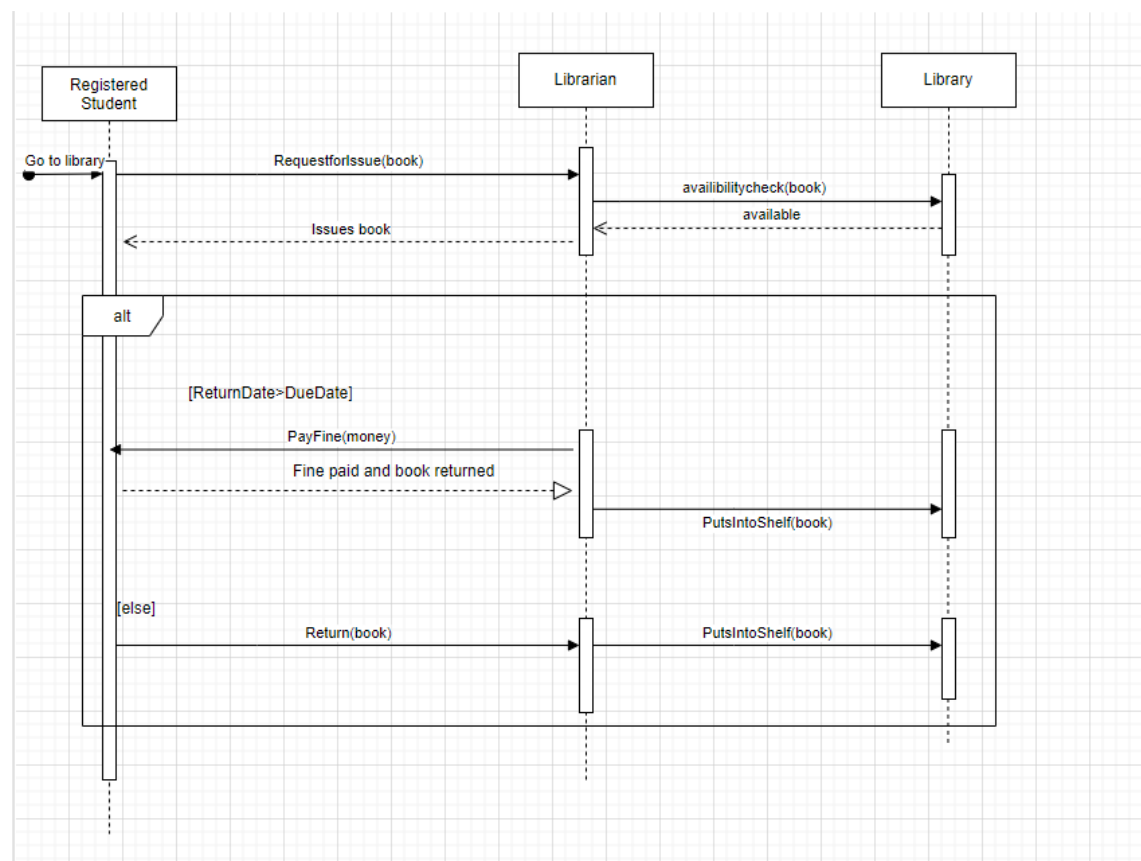 Registered
Student
Librarian
Library
Go to library
RequestforIssue(book)
availibilitycheck(book)
available
Issues book
alt
[ReturnDate>DueDate]
PayFine(money)
Fine paid and book returned
PutsIntoShelf(book)
[else]
Return(book)
PutsIntoShelf(book)